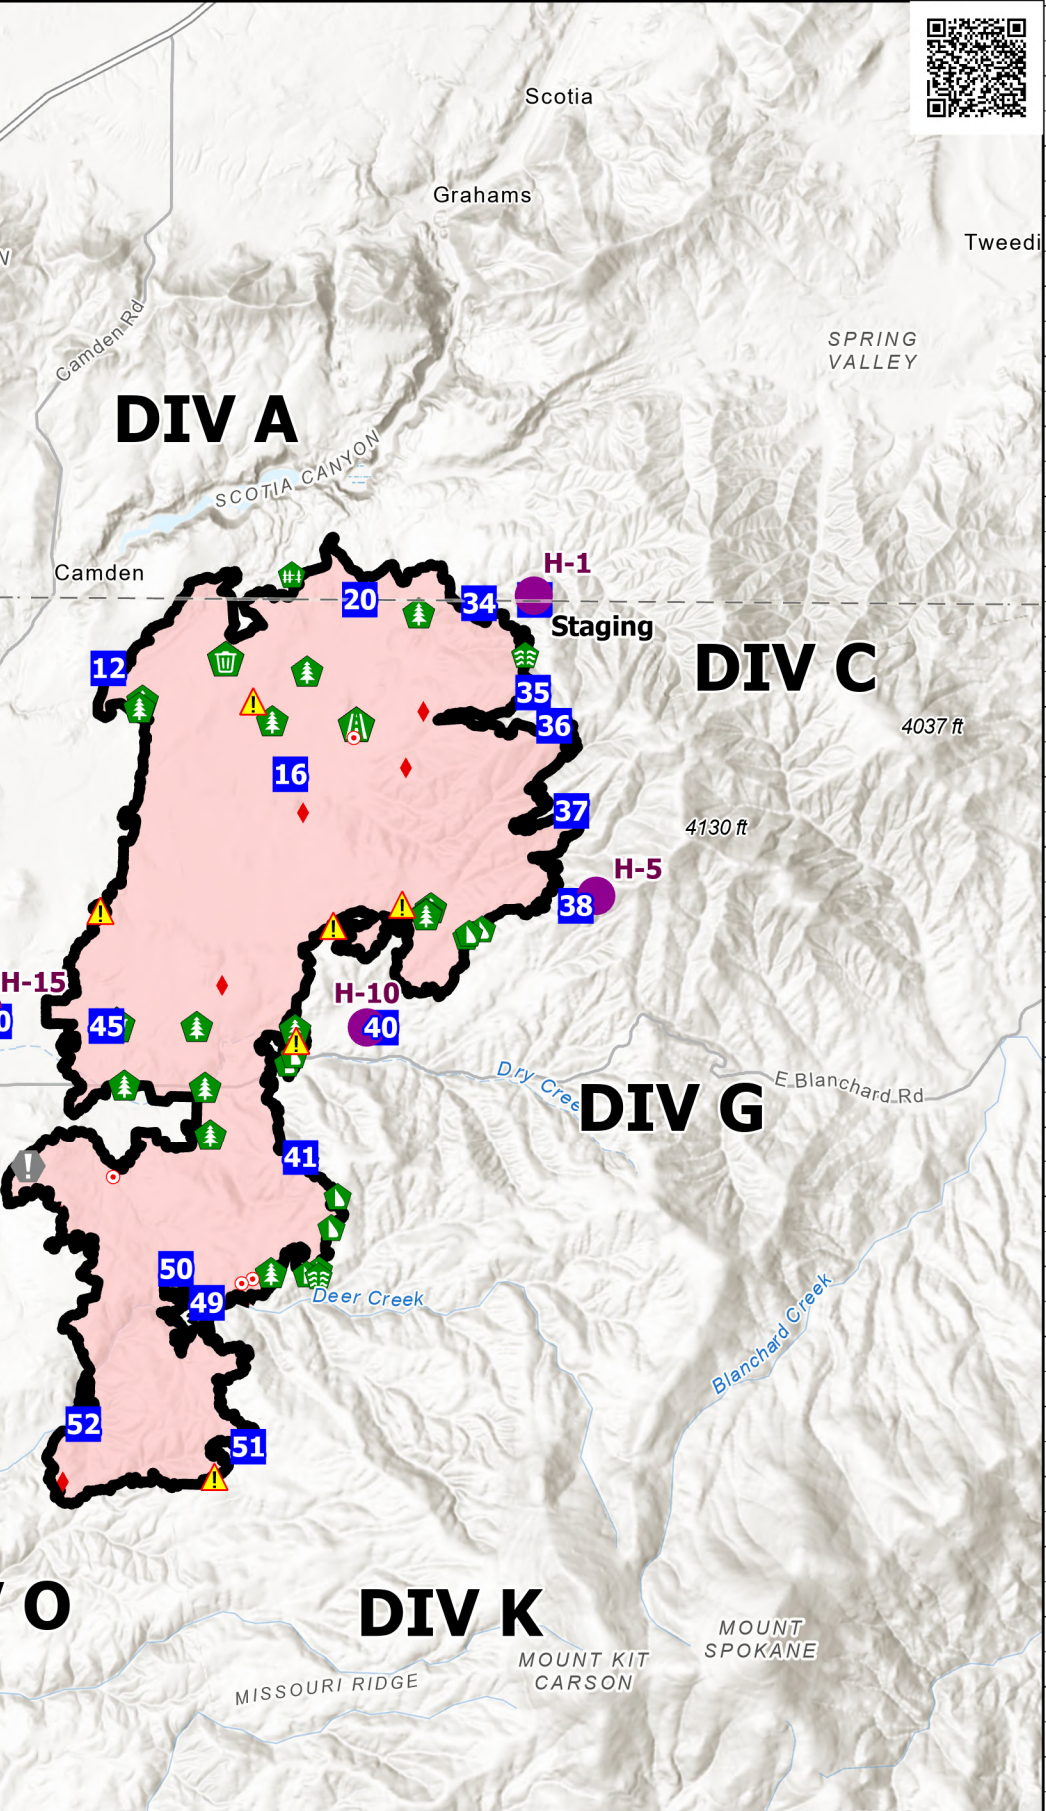 Scotia
Grahams
Tweedi
Camden Rd
SPRING
VALLEY
DIV A
SCOTIA CANYON
Camden
H-1
20
34
Staging
12
DIV C
35
36
4037 ft
16
37
4130 ft
H-5
38
H-15
H-10
0
45
40
Dry Cree
E Blanchard Rd
DIV G
41
50
49
Deer Creek
Blanchard Creek
52
51
O
DIV K
MOUNT
SPOKANE
MOUNT KIT
CARSON
MISSOURI RIDGE